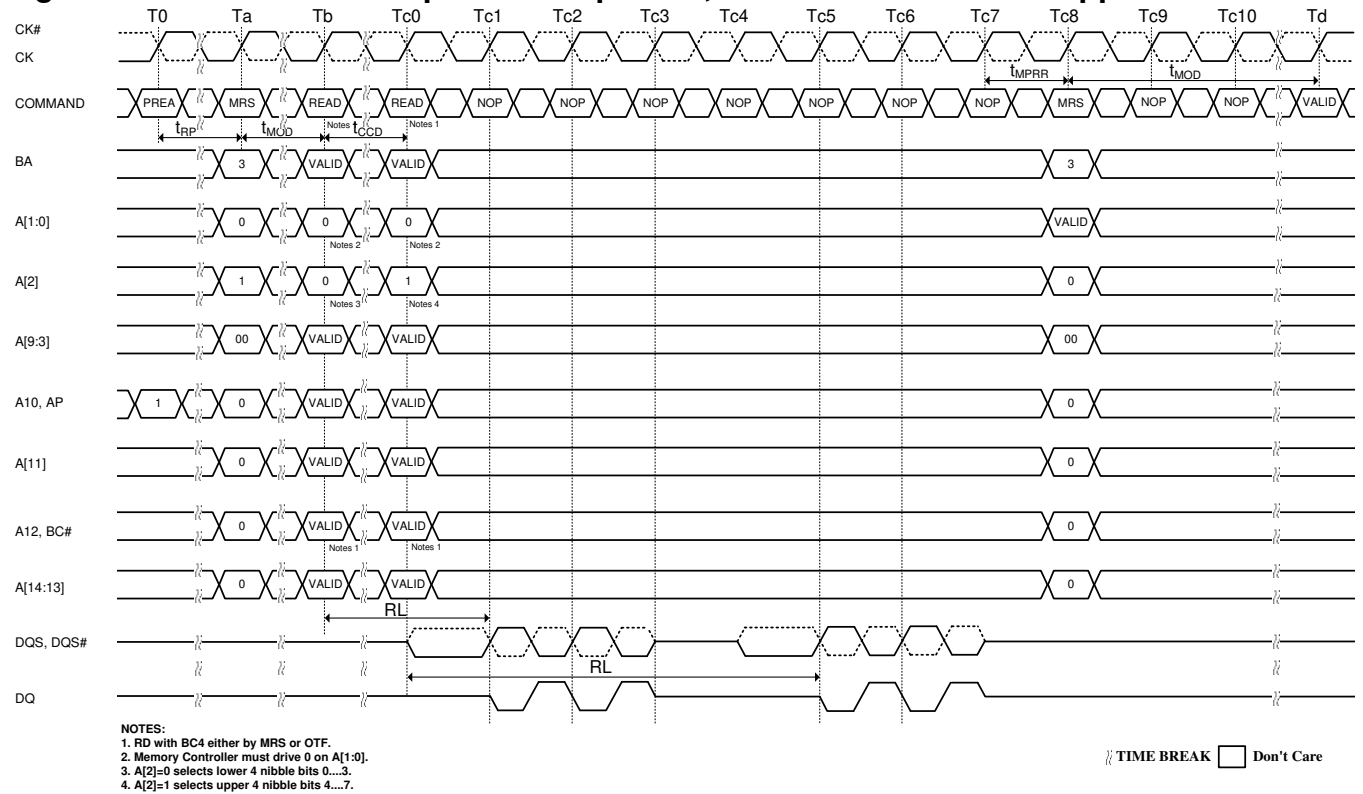 T0 Ta Tb Tc0 Tc1 Tc2 Tc3 Tc4 Tc5 Tc6 Tc7 Tc8 Tc9 Tc10 Td
CK#
CK
tMPRR tMOD
COMMAND PREA MRS READ READ NOP NOP NOP NOP NOP NOP NOP MRS NOP NOP VALID
Notes Notes 1
tRP tMOD tCCD
BA 3 VALID VALID 3
A[1:0] 0 0 0 VALID
Notes 2 Notes 2
A[2] 1 0 1 0
Notes 3 Notes 4
A[9:3] 00 VALID VALID 00
A10, AP 1 0 VALID VALID 0
A[11] 0 VALID VALID 0
A12, BC# 0 VALID VALID 0
Notes 1 Notes 1
A[14:13] 0 VALID VALID 0
RL
DQS, DQS#
RL
DQ
NOTES:
1. RD with BC4 either by MRS or OTF.
2. Memory Controller must drive 0 on A[1:0].
3. A[2]=0 selects lower 4 nibble bits 0....3.
4. A[2]=1 selects upper 4 nibble bits 4....7.
TIME BREAK Don't Care